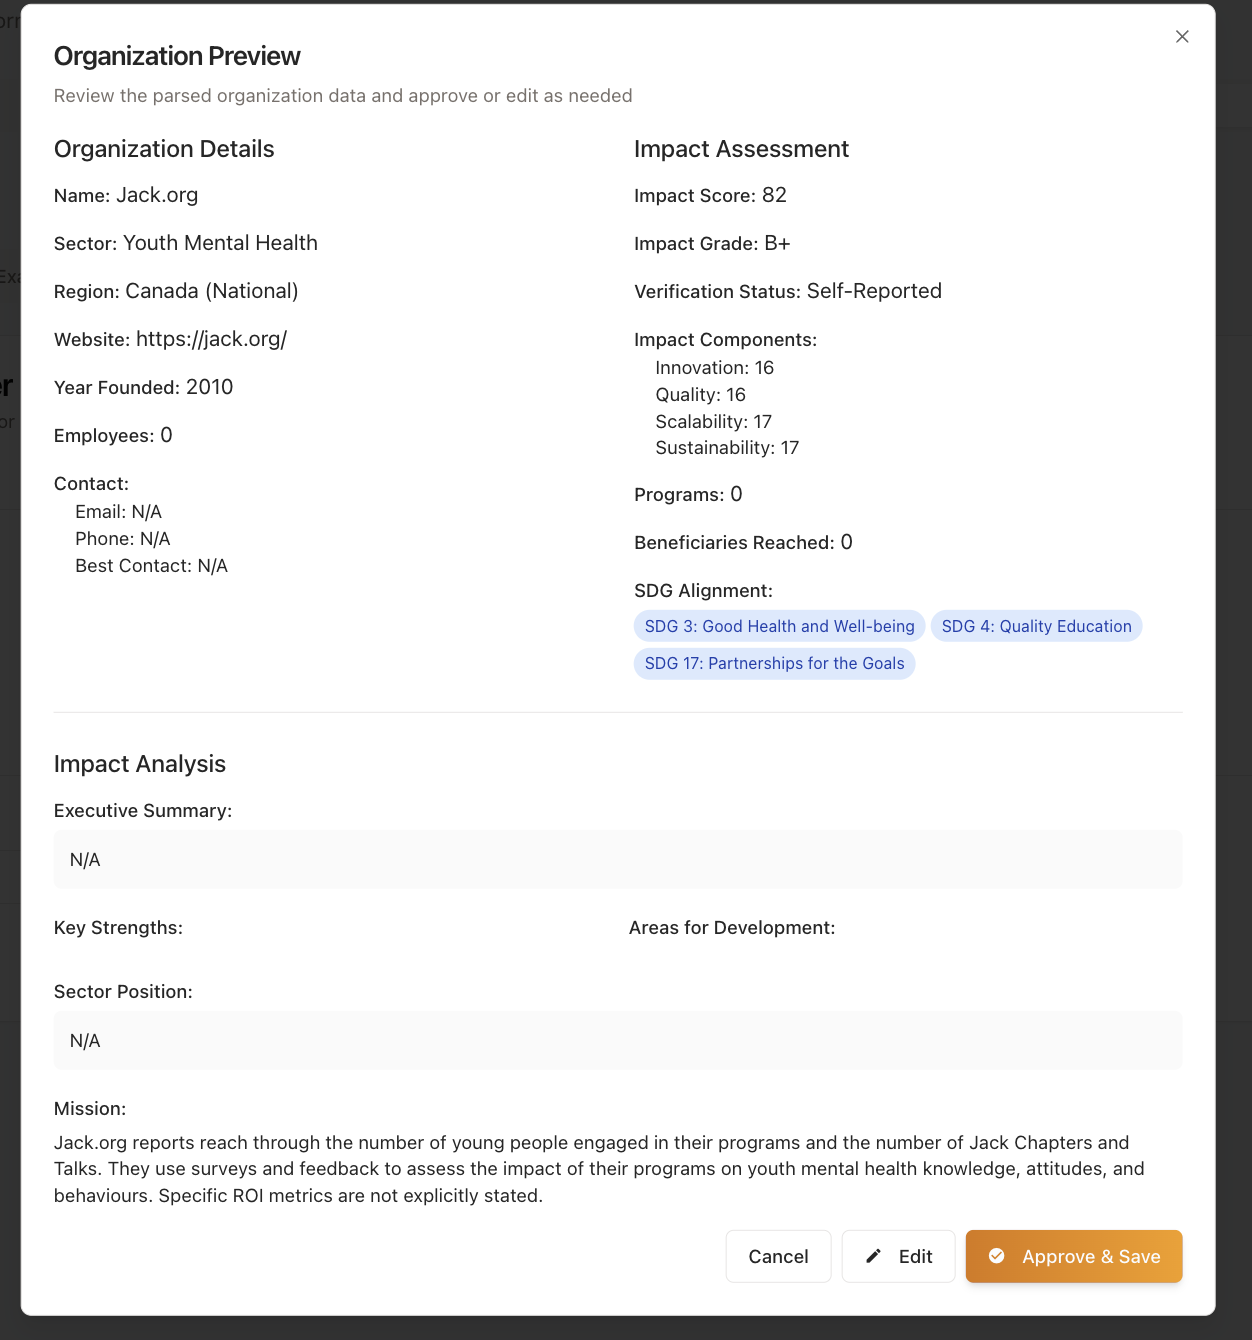 Organization Preview
Review the parsed organization data and approve or edit as needed
Organization Details
Name: Jack.org
Sector: Youth Mental Health
Region: Canada (National)
Website: https://jack.org/
Year Founded: 2010
Employees: 0
Contact:
Email: N/A
Phone: N/A
Best Contact: N/A
Impact Assessment
Impact Score: 82
Impact Grade: B+
Verification Status: Self-Reported
Impact Components:
Innovation: 16
Quality: 16
Scalability: 17
Sustainability: 17
Programs: 0
Beneficiaries Reached: 0
SDG Alignment:
SDG 3: Good Health and Well-being
SDG 4: Quality Education
SDG 17: Partnerships for the Goals
Impact Analysis
Executive Summary:
N/A
Key Strengths:
Areas for Development:
Sector Position:
N/A
Mission:
Jack.org reports reach through the number of young people engaged in their programs and the number of Jack Chapters and
Talks. They use surveys and feedback to assess the impact of their programs on youth mental health knowledge, attitudes, and
behaviours. Specific ROI metrics are not explicitly stated.
Cancel
Edit
Approve & Save